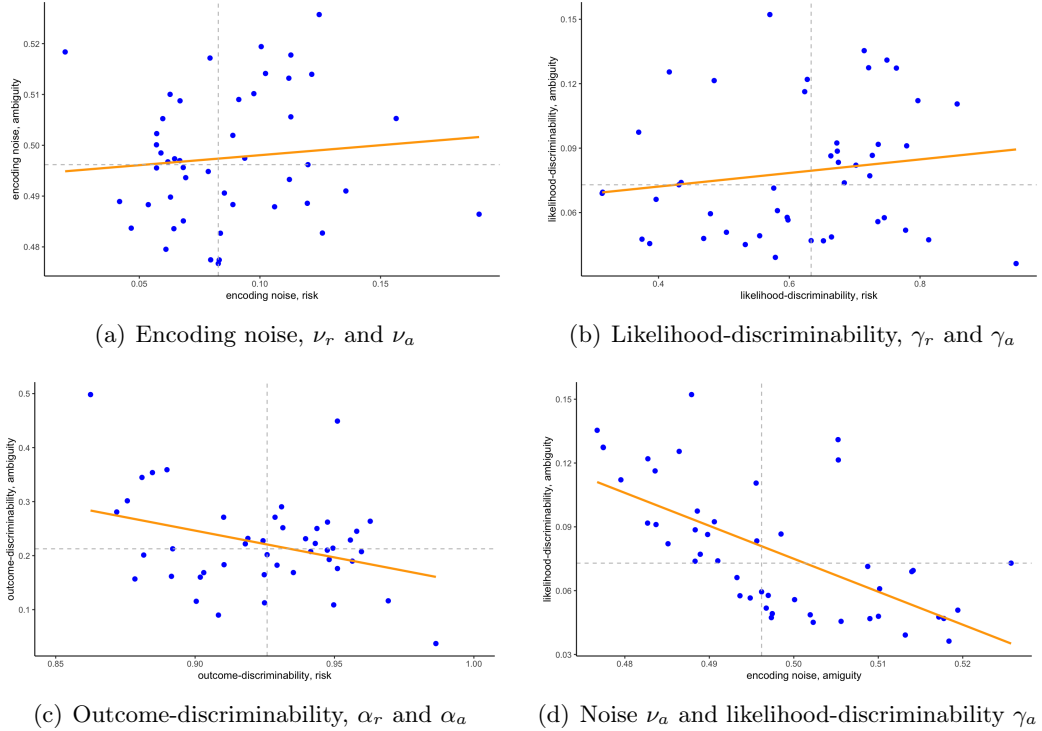 0.52
0.51
0.50
0.49
0.48
encoding noise, ambiguity
0.05
0.10
0.15
encoding noise, risk
(a) Encoding noise, νr and νa
0.15
0.12
0.09
0.06
likelihood-discriminability, ambiguity
0.4
0.6
0.8
likelihood-discriminability, risk
(b) Likelihood-discriminability, γr and γa
0.5
0.4
0.3
0.2
0.1
outcome-discriminability, ambiguity
0.85
0.90
0.95
1.00
outcome-discriminability, risk
(c) Outcome-discriminability, αr and αa
0.15
0.12
0.09
0.06
0.03
likelihood-discriminability, ambiguity
0.48
0.49
0.50
0.51
0.52
encoding noise, amiguity
(d) Noise νa and likelihood-discriminability γa